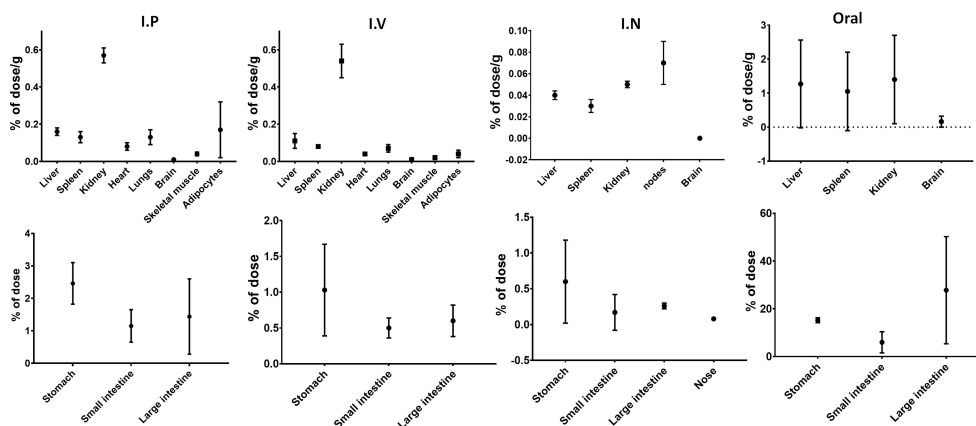 I.P
% of dose/g
0.6
0.4
0.2
0.0
Liver
Spleen
Kidney
Heart
Lungs
Brain
Skeletal muscle
Adipocytes
I.V
% of dose/g
0.6
0.4
0.2
0.0
Liver
Spleen
Kidney
Heart
Lungs
Brain
Skeletal muscle
Adipocytes
I.N
% of dose/g
0.10
0.08
0.06
0.04
0.02
0.00
-0.02
Liver
Spleen
Kidney
nodes
Brain
Oral
% of dose/g
3
2
1
0
-1
Liver
Spleen
Kidney
Brain
% of dose
4
3
2
1
0
Stomach
Small intestine
Large intestine
% of dose
2.0
1.5
1.0
0.5
0.0
Stomach
Small intestine
Large intestine
% of dose
1.5
1.0
0.5
0.0
-0.5
Stomach
Small intestine
Large intestine
Nose
% of dose
60
40
20
0
Stomach
Small intestine
Large intestine